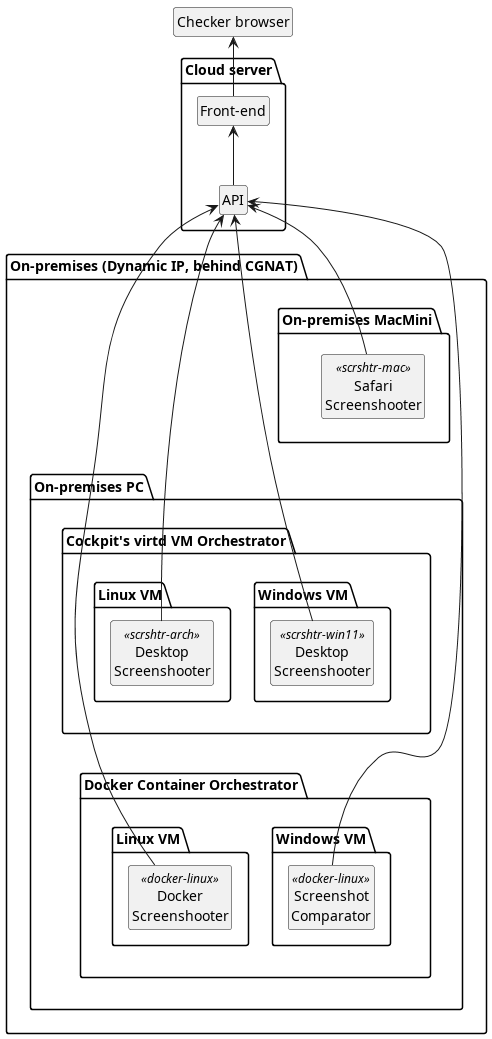 Checker browser
Cloud server
Front-end
API
On-premises (Dynamic IP, behind CGNAT)
On-premises MacMini
«scrshtr-mac»
Safari
Screenshooter
On-premises PC
Cockpit's virtd VM Orchestrator
Linux VM
«scrshtr-arch»
Desktop
Screenshooter
Windows VM
«scrshtr-win11»
Desktop
Screenshooter
Docker Container Orchestrator
Linux VM
«docker-linux»
Docker
Screenshooter
Windows VM
«docker-linux»
Screenshot
Comparator